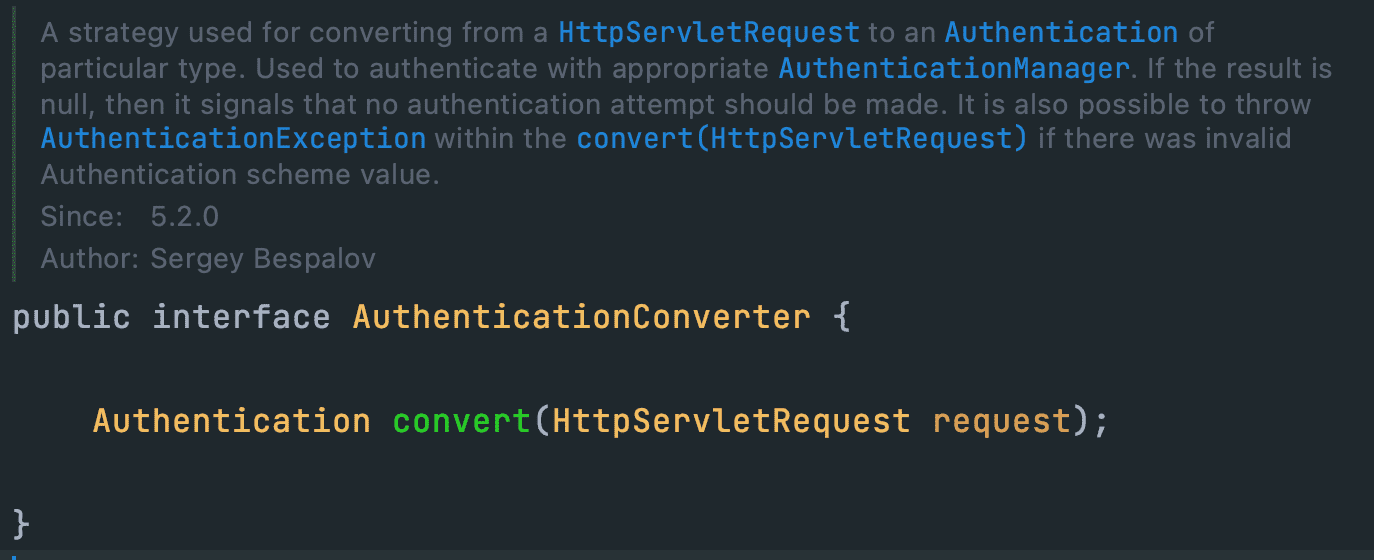 A strategy used for converting from a HttpServletRequest to an Authentication of
particular type. Used to authenticate with appropriate AuthenticationManager. If the result is
null, then it signals that no authentication attempt should be made. It is also possible to throw
AuthenticationException within the convert(HttpServletRequest) if there was invalid
Authentication scheme value.
Since: 5.2.0
Author: Sergey Bespalov
public interface AuthenticationConverter {
Authentication convert(HttpServletRequest request);
}